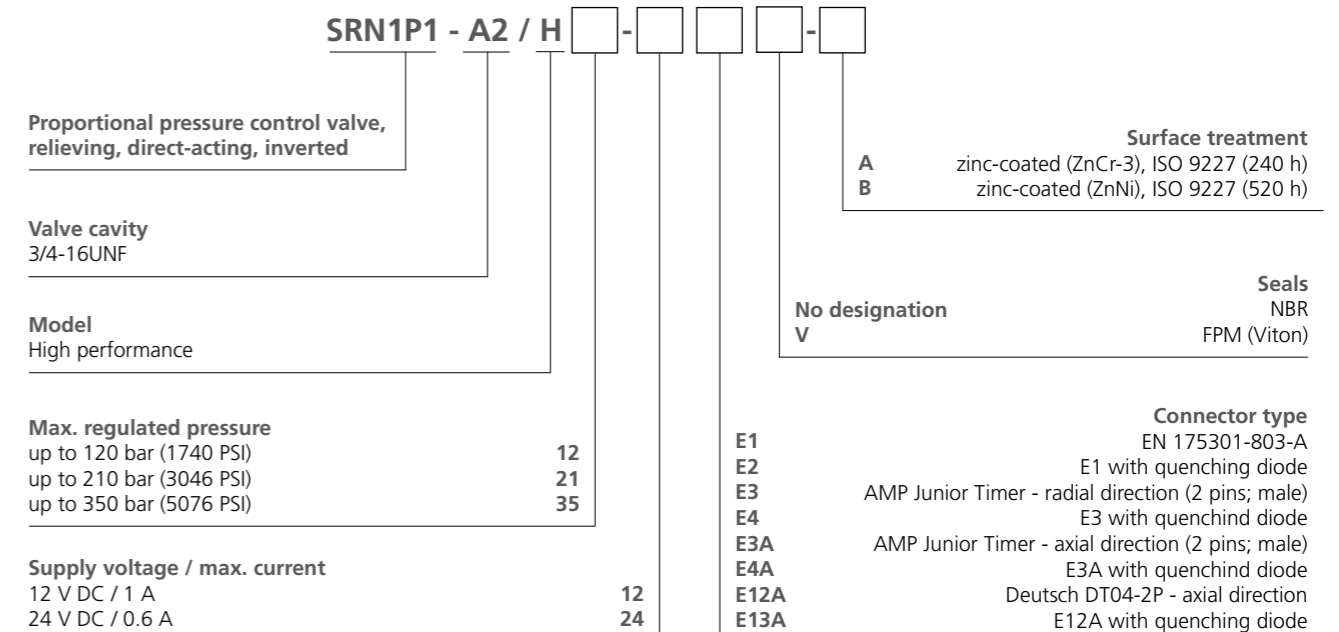 SRN1P1 - A2 / H - -
Proportional pressure control valve,
relieving, direct-acting, inverted
Valve cavity
3/4-16UNF
Model
High performance
Max. regulated pressure
up to 120 bar (1740 PSI) 12
up to 210 bar (3046 PSI) 21
up to 350 bar (5076 PSI) 35
Supply voltage / max. current
12 V DC / 1 A 12
24 V DC / 0.6 A 24
Surface treatment
A zinc-coated (ZnCr-3), ISO 9227 (240 h)
B zinc-coated (ZnNi), ISO 9227 (520 h)
Seals
No designation NBR
V FPM (Viton)
Connector type
E1 EN 175301-803-A
E2 E1 with quenching diode
E3 AMP Junior Timer - radial direction (2 pins; male)
E4 E3 with quenchind diode
E3A AMP Junior Timer - axial direction (2 pins; male)
E4A E3A with quenchind diode
E12A Deutsch DT04-2P - axial direction
E13A E12A with quenching diode